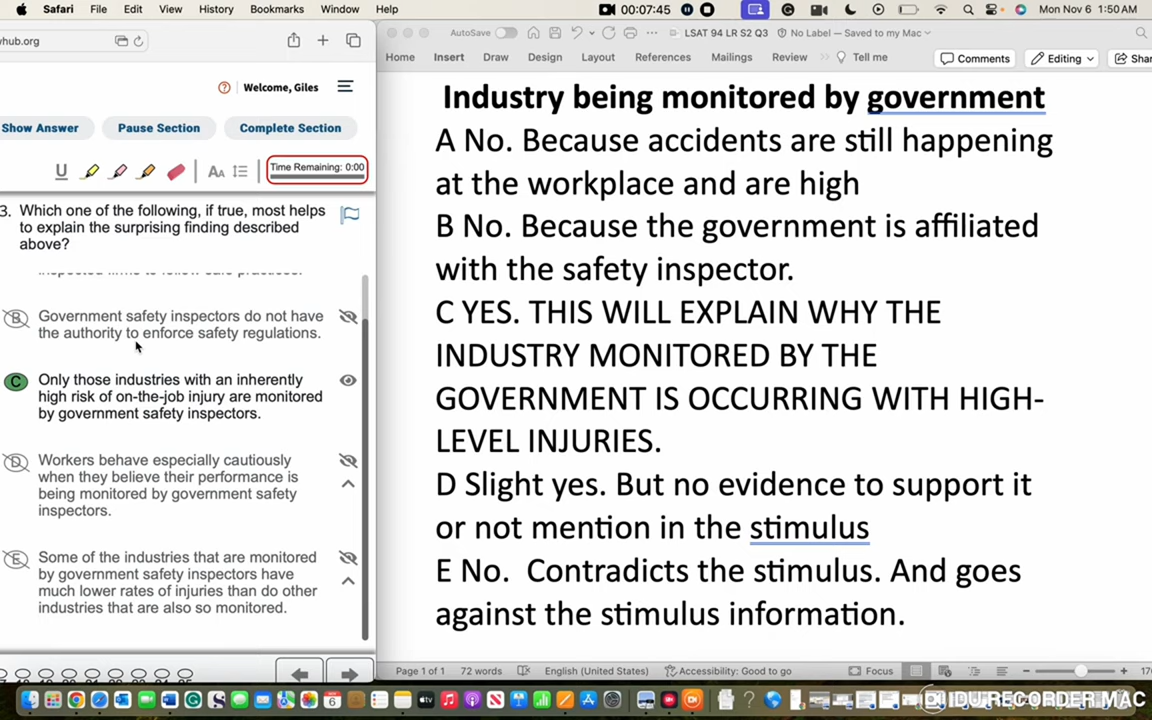 Safari File Edit View History Bookmarks Window Help 00:07:45 Mon Nov 6 1:50 AM
vhub.org
AutoSave LSAT 94 LR S2 Q3 No Label — Saved to my Mac
Home Insert Draw Design Layout References Mailings Review Tell me Comments Editing Shar
Welcome, Giles
Show Answer Pause Section Complete Section
Time Remaining: 0:00
3. Which one of the following, if true, most helps
to explain the surprising finding described
above?
inspected firms to follow safe practices.
B Government safety inspectors do not have
the authority to enforce safety regulations.
C Only those industries with an inherently
high risk of on-the-job injury are monitored
by government safety inspectors.
D Workers behave especially cautiously
when they believe their performance is
being monitored by government safety
inspectors.
E Some of the industries that are monitored
by government safety inspectors have
much lower rates of injuries than do other
industries that are also so monitored.
Industry being monitored by government
A No. Because accidents are still happening
at the workplace and are high
B No. Because the government is affiliated
with the safety inspector.
C YES. THIS WILL EXPLAIN WHY THE
INDUSTRY MONITORED BY THE
GOVERNMENT IS OCCURRING WITH HIGH-
LEVEL INJURIES.
D Slight yes. But no evidence to support it
or not mention in the stimulus
E No. Contradicts the stimulus. And goes
against the stimulus information.
Page 1 of 1 72 words English (United States) Accessibility: Good to go Focus
RECORDER MAC